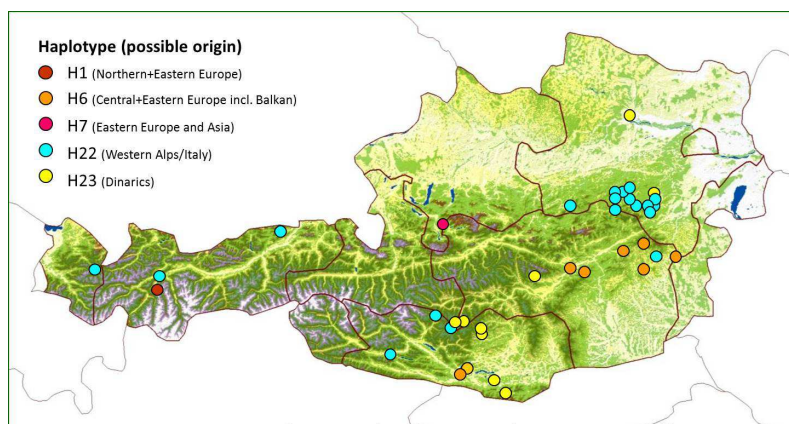 Haplotype (possible origin)
H1 (Northern+Eastern Europe)
H6 (Central+Eastern Europe incl. Balkan)
H7 (Eastern Europe and Asia)
H22 (Western Alps/Italy)
H23 (Dinarics)